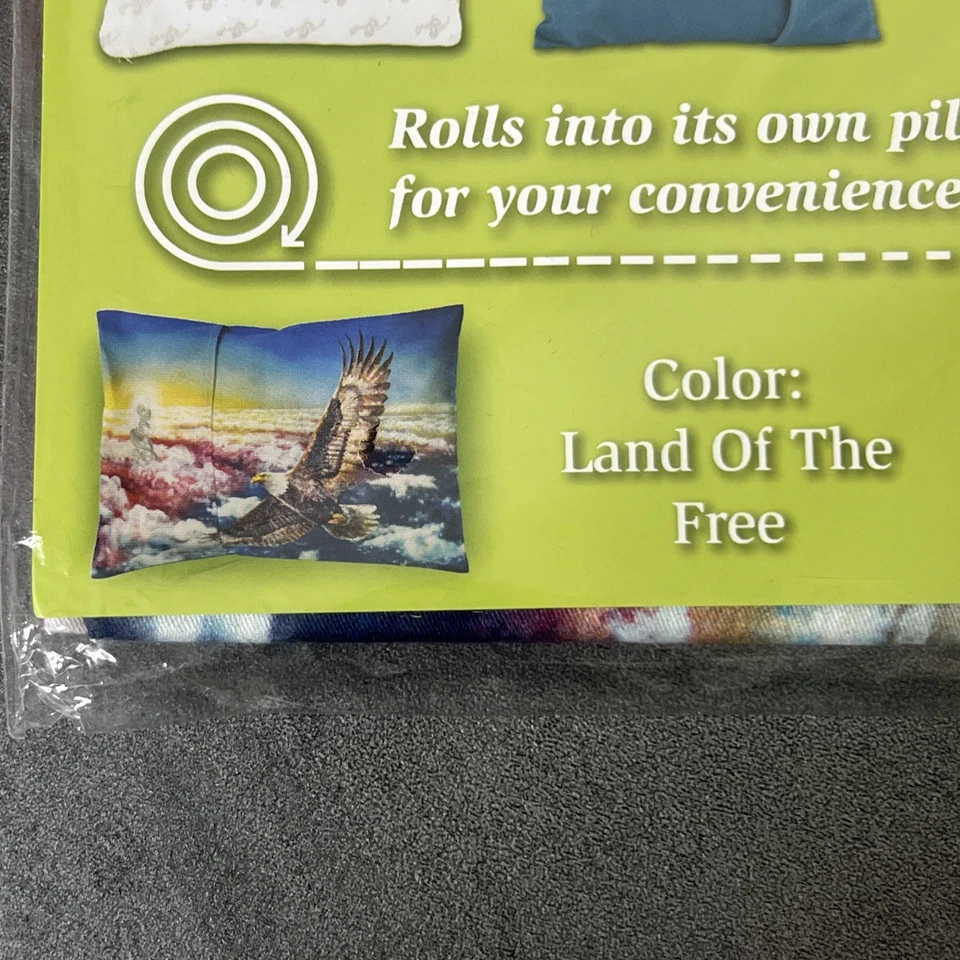 Rolls into its own pil
for your convenience
Color:
Land Of The
Free